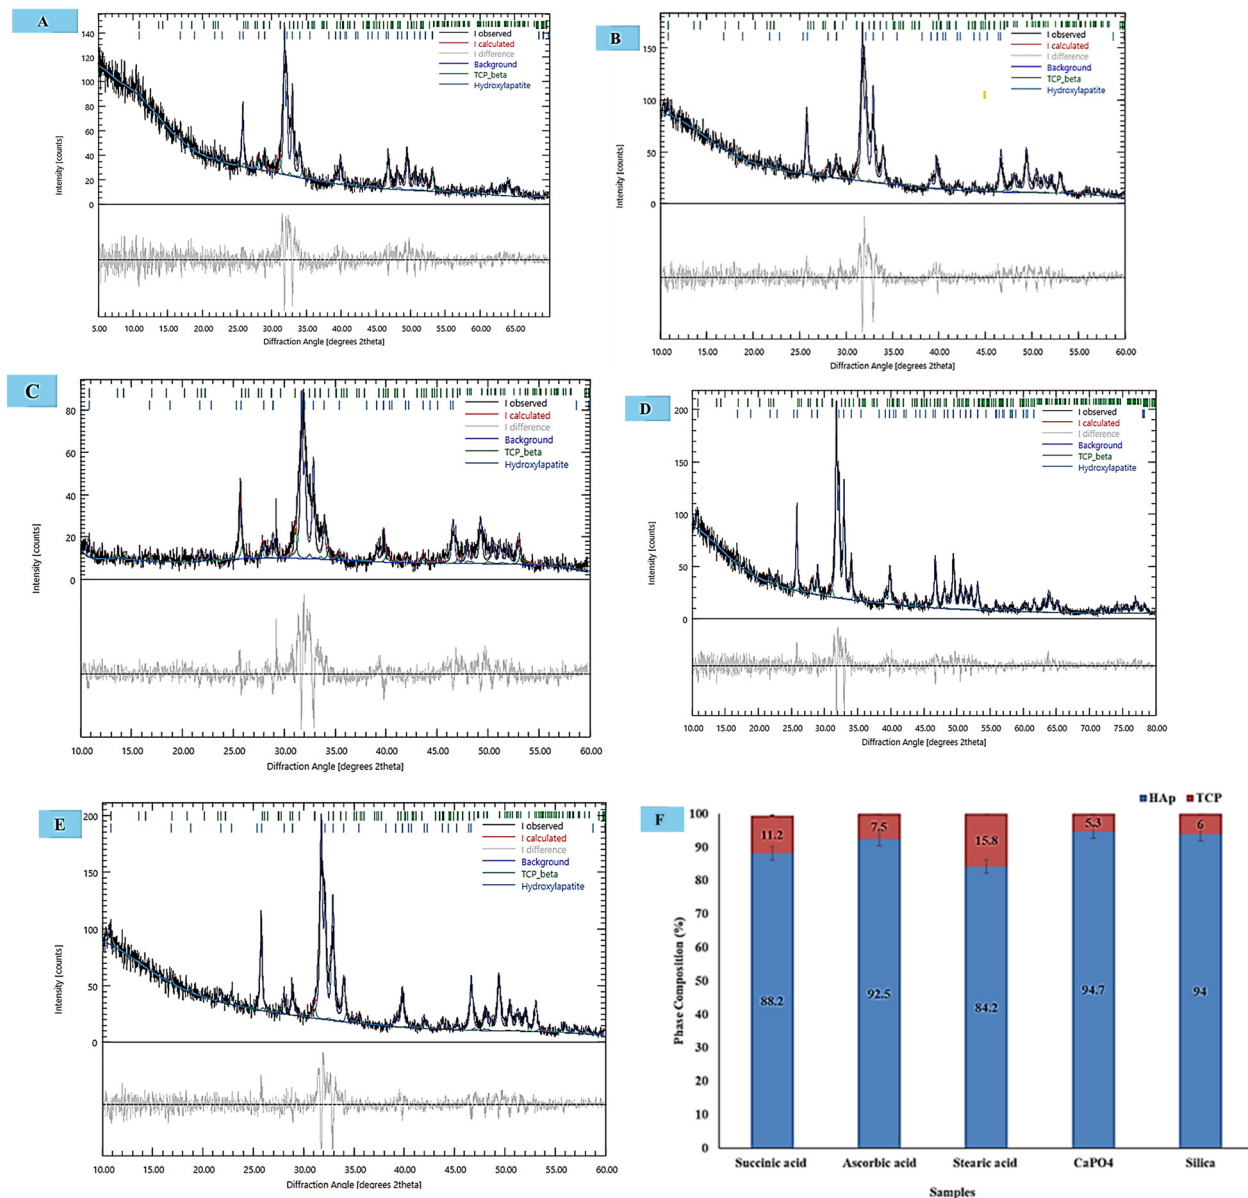 A
140
120
100
80
60
40
20
0
Intensity [counts]
I observed
I calculated
I difference
Background
TCP_beta
Hydroxylapatite
5.00 10.00 15.00 20.00 25.00 30.00 35.00 40.00 45.00 50.00 55.00 60.00 65.00
Diffraction Angle [degrees 2theta]
B
150
100
50
0
Intensity [counts]
I observed
I calculated
I difference
Background
TCP_beta
Hydroxylapatite
10.00 15.00 20.00 25.00 30.00 35.00 40.00 45.00 50.00 55.00 60.00
Diffraction Angle [degrees 2theta]
C
80
60
40
20
0
Intensity [counts]
I observed
I calculated
I difference
Background
TCP_beta
Hydroxylapatite
10.00 15.00 20.00 25.00 30.00 35.00 40.00 45.00 50.00 55.00 60.00
Diffraction Angle [degrees 2theta]
D
200
150
100
50
0
Intensity [counts]
I observed
I calculated
I difference
Background
TCP_beta
Hydroxylapatite
10.00 15.00 20.00 25.00 30.00 35.00 40.00 45.00 50.00 55.00 60.00 65.00 70.00 75.00 80.00
Diffraction Angle [degrees 2theta]
E
200
150
100
50
0
Intensity [counts]
I observed
I calculated
I difference
Background
TCP_beta
Hydroxylapatite
10.00 15.00 20.00 25.00 30.00 35.00 40.00 45.00 50.00 55.00 60.00
Diffraction Angle [degrees 2theta]
F
HAp TCP
100
90
80
70
60
50
40
30
20
10
0
Phase Composition (%)
11.2 7.5 15.8 5.3 6
88.2 92.5 84.2 94.7 94
Succinic acid Ascorbic acid Stearic acid CaPO4 Silica
Samples